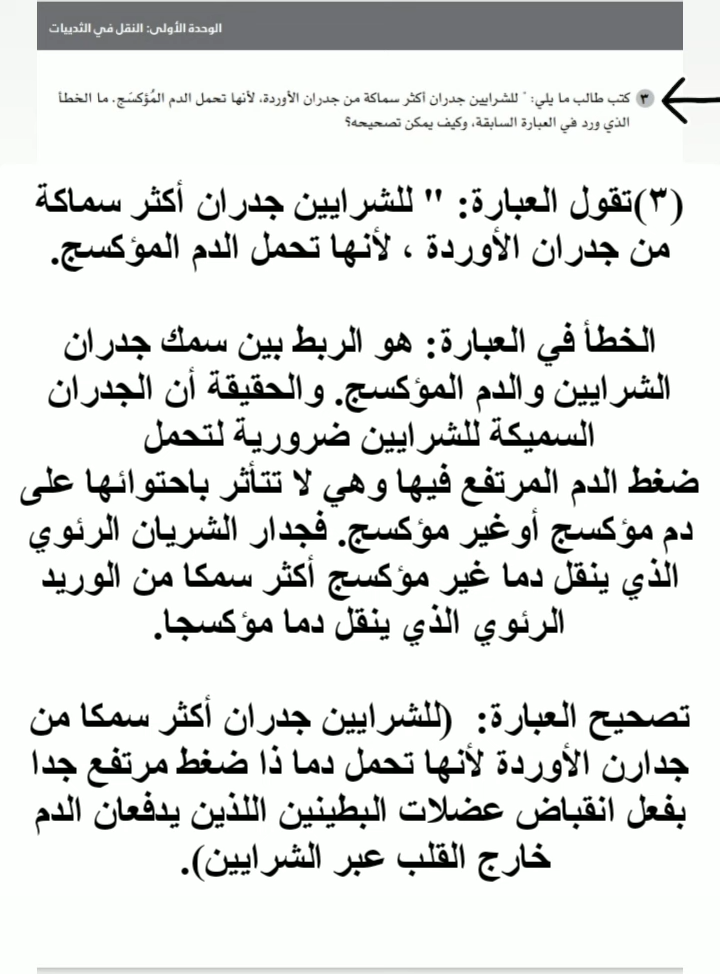 الوحدة الأولى: النقل في الثدييات
٣ كتب طالب ما يلي: " للشرايين جدران أكثر سماكة من جدران الأوردة، لأنها تحمل الدم المُؤكسَج. ما الخطأ
الذي ورد في العبارة السابقة، وكيف يمكن تصحيحه؟
(٣)تقول العبارة: " للشرايين جدران أكثر سماكة
من جدران الأوردة ، لأنها تحمل الدم المؤكسج.
الخطأ في العبارة: هو الربط بين سمك جدران
الشرايين والدم المؤكسج. والحقيقة أن الجدران
السميكة للشرايين ضرورية لتحمل
ضغط الدم المرتفع فيها وهي لا تتأثر باحتوائها على
دم مؤكسج أوغير مؤكسج. فجدار الشريان الرئوي
الذي ينقل دما غير مؤكسج أكثر سمكا من الوريد
الرئوي الذي ينقل دما مؤكسجا.
تصحيح العبارة: (للشرايين جدران أكثر سمكا من
جدارن الأوردة لأنها تحمل دما ذا ضغط مرتفع جدا
بفعل انقباض عضلات البطينين اللذين يدفعان الدم
خارج القلب عبر الشرايين).